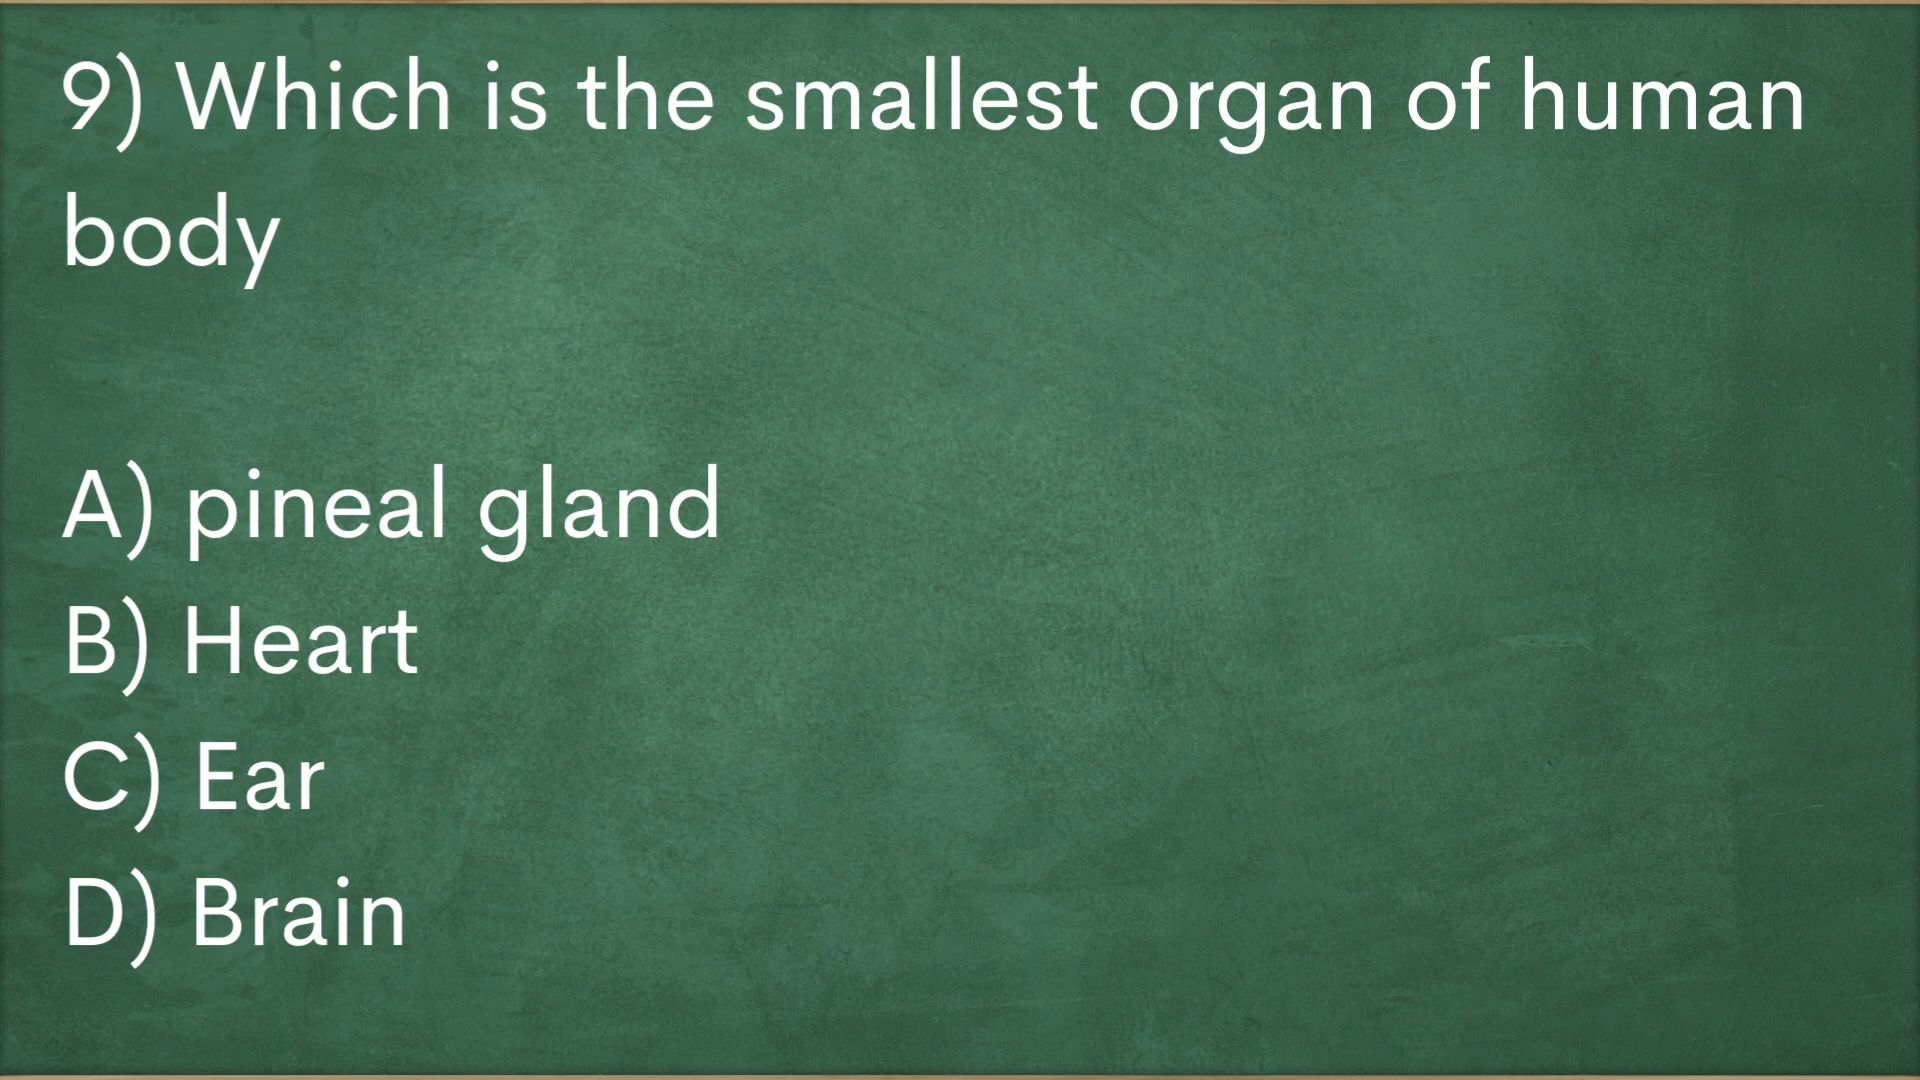 9) Which is the smallest organ of human
body
A) pineal gland
B) Heart
C) Ear
D) Brain